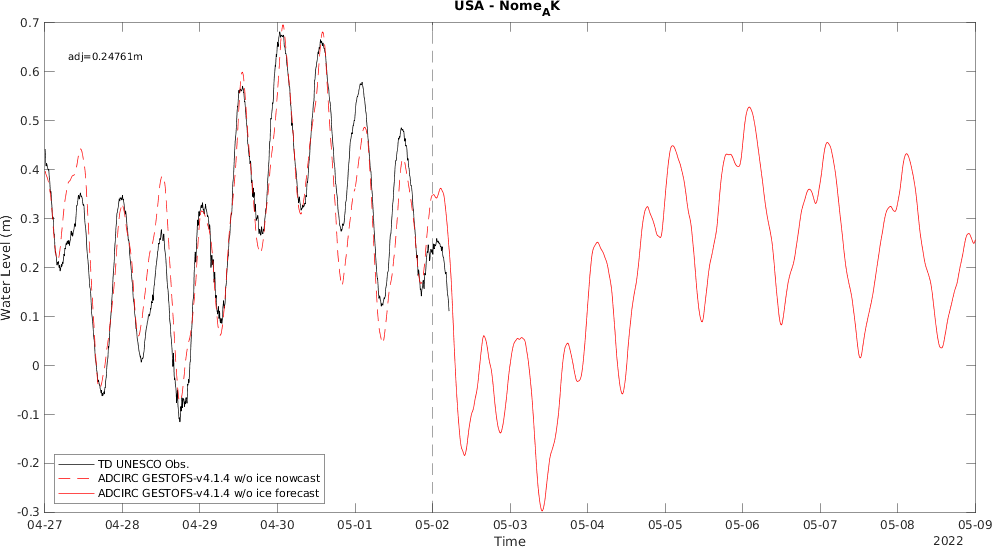 USA - Nome_AK
0.7
adj=0.24761m
0.6
0.5
0.4
0.3
0.2
0.1
0
-0.1
-0.2
-0.3
Water Level (m)
TD UNESCO Obs.
ADCIRC GESTOFS-v4.1.4 w/o ice nowcast
ADCIRC GESTOFS-v4.1.4 w/o ice forecast
04-27 04-28 04-29 04-30 05-01 05-02 05-03 05-04 05-05 05-06 05-07 05-08 05-09
Time
2022